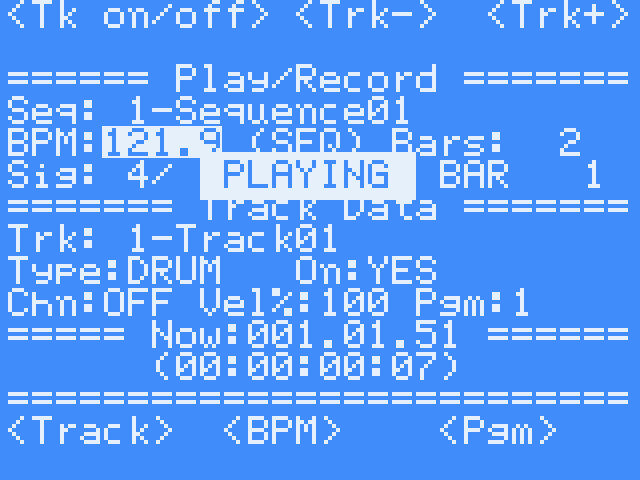 <Tk on/off> <Trk-> <Trk+>
====== Play/Record =======
Seq: 1-Sequence01
BPM:121.9 (SEQ) Bars: 2
Sig: 4/ PLAYING BAR 1
======= Track Data =======
Trk: 1-Track01
Type:DRUM On:YES
Chn:OFF Vel%:100 Pgm:1
===== Now:001.01.51 ======
(00:00:00:07)
==========================
<Track> <BPM> <Pgm>